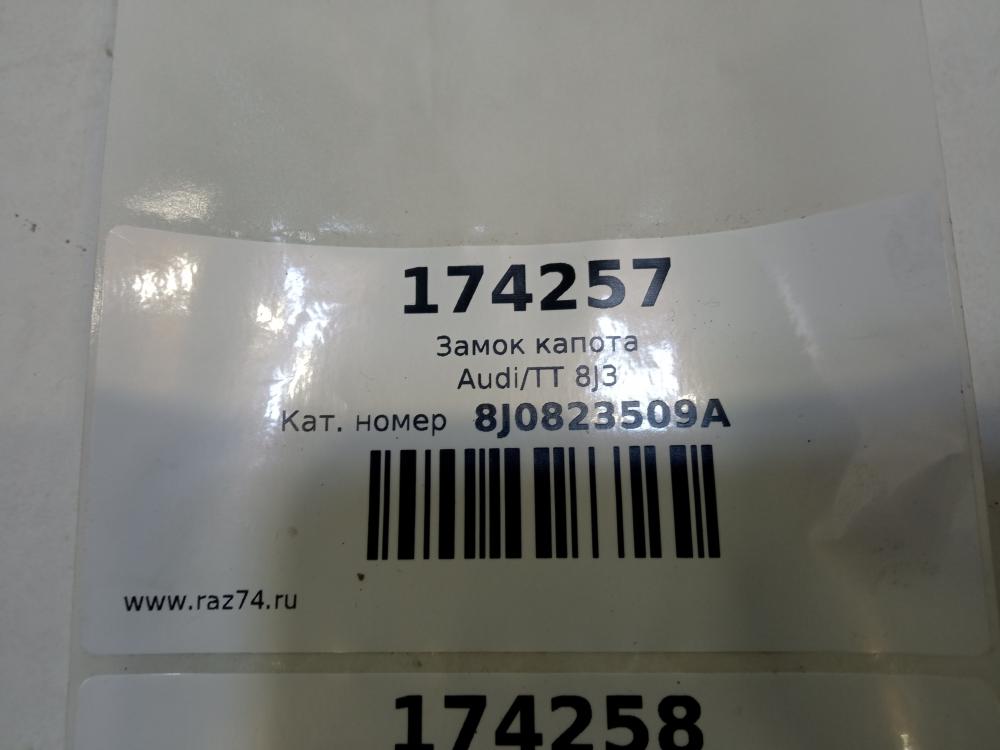 174257
Замок капота
Audi/TT 8J3
Кат. номер 8J0823509A
www.raz74.ru
174258